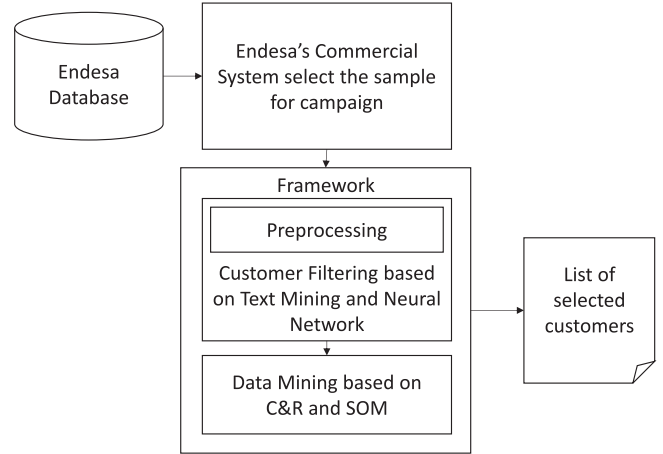 Endesa
Database
Endesa’s Commercial
System select the sample
for campaign
Framework
Preprocessing
Customer Filtering based
on Text Mining and Neural
Network
Data Mining based on
C&R and SOM
List of
selected
customers